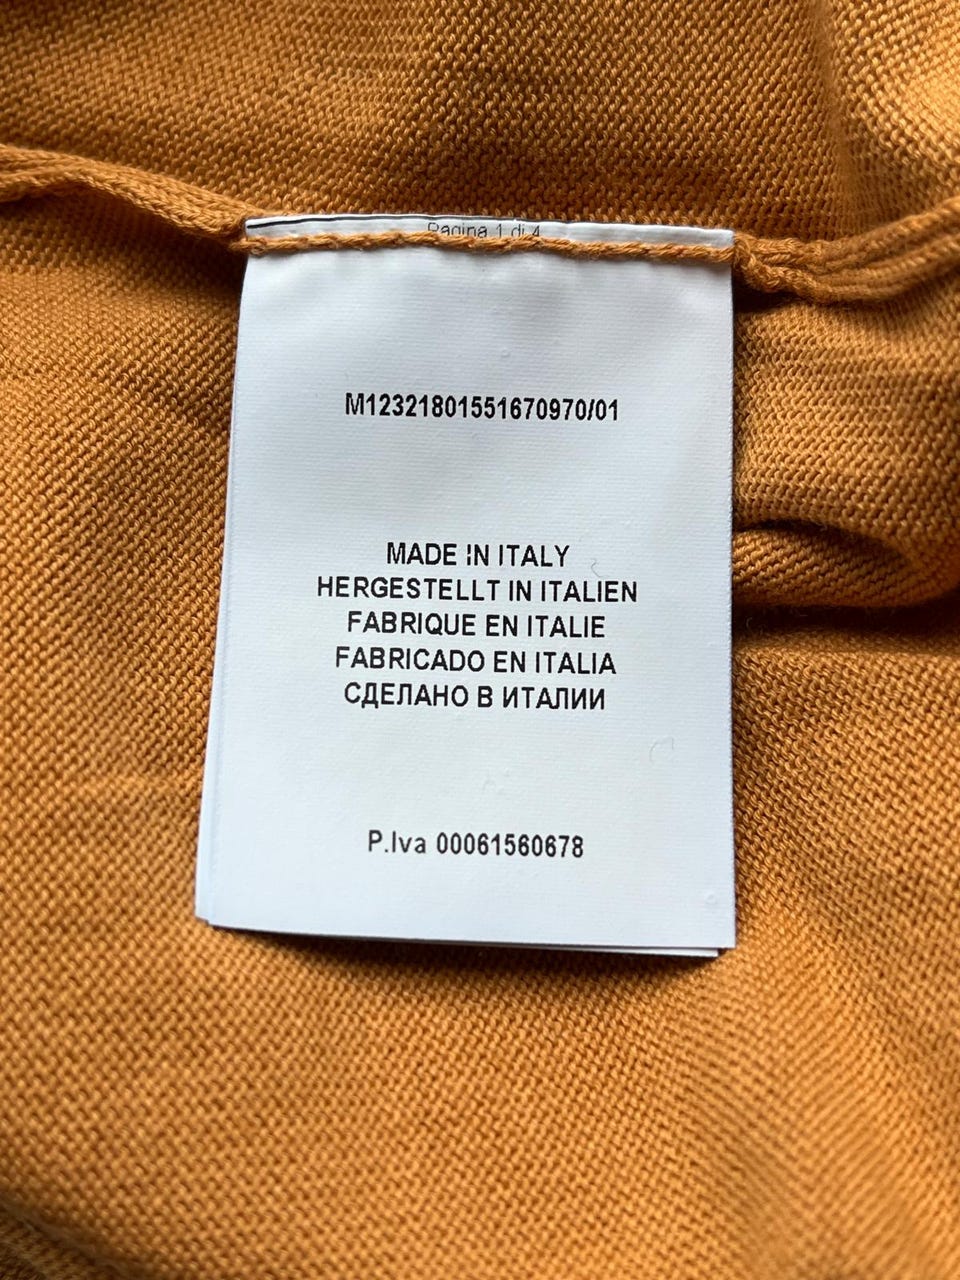 Pagina 1 di 4
M12321801551670970/01
MADE IN ITALY
HERGESTELLT IN ITALIEN
FABRIQUE EN ITALIE
FABRICADO EN ITALIA
СДЕЛАНО В ИТАЛИИ
P.Iva 00061560678